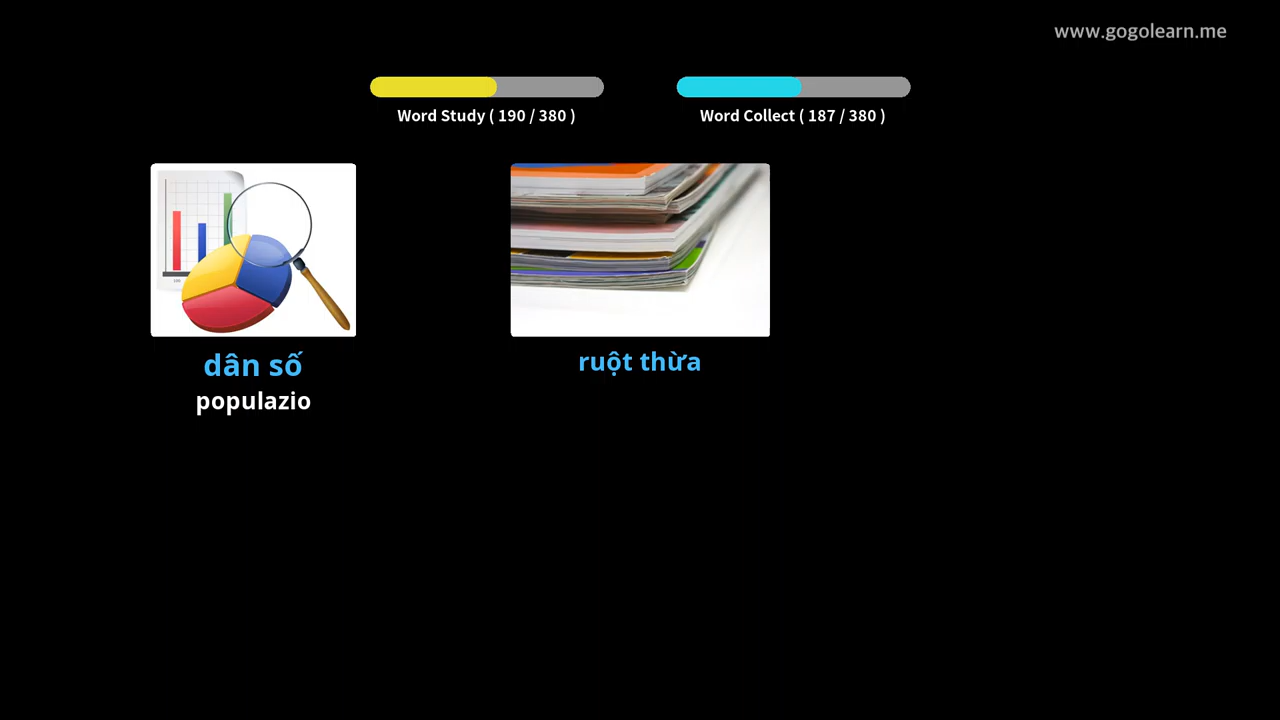 www.gogolearn.me
Word Study ( 190 / 380 )
Word Collect ( 187 / 380 )
dân số
populazio
ruột thừa